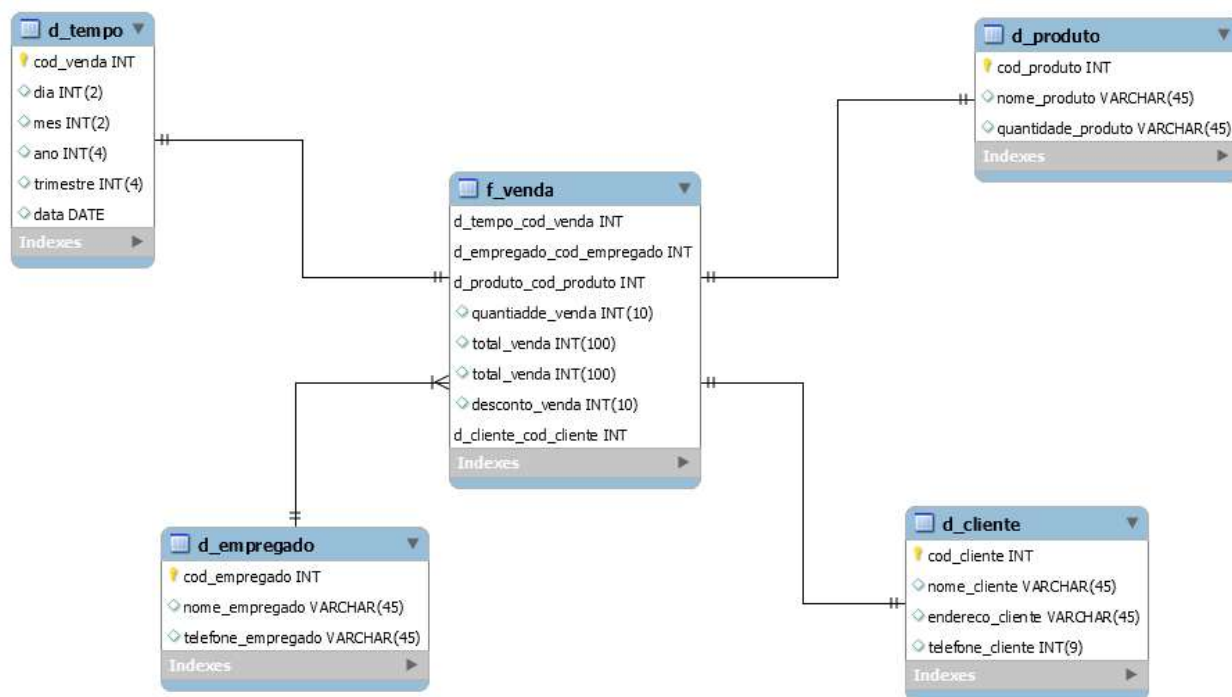 d_tempo
cod_venda INT
dia INT(2)
mes INT(2)
ano INT(4)
trimestre INT(4)
data DATE
Indexes
d_produto
cod_produto INT
nome_produto VARCHAR(45)
quantidade_produto VARCHAR(45)
Indexes
f_venda
d_tempo_cod_venda INT
d_empregado_cod_empregado INT
d_produto_cod_produto INT
quantiadde_venda INT(10)
total_venda INT(100)
total_venda INT(100)
desconto_venda INT(10)
d_cliente_cod_cliente INT
Indexes
d_empregado
cod_empregado INT
nome_empregado VARCHAR(45)
telefone_empregado VARCHAR(45)
Indexes
d_cliente
cod_cliente INT
nome_cliente VARCHAR(45)
endereco_cliente VARCHAR(45)
telefone_cliente INT(9)
Indexes